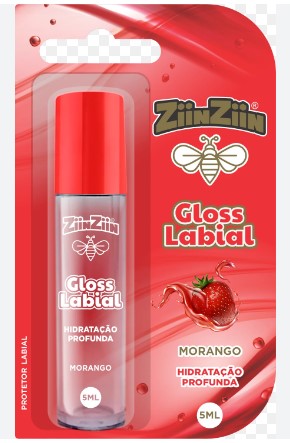 ZiiNZiiN®
Gloss
Labial
MORANGO
HIDRATAÇÃO
PROFUNDA
5ML
ZiiNZiiN®
Gloss
Labial
HIDRATAÇÃO
PROFUNDA
MORANGO
5ML
PROTETOR LABIAL